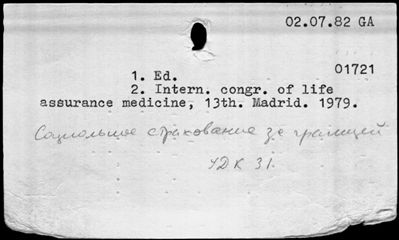 02.07.82 GA
01721
1. Ed.
2. Intern. congr. of life
assurance medicine, 13th. Madrid. 1979.
Социальное страхование за границей
УДК 31.